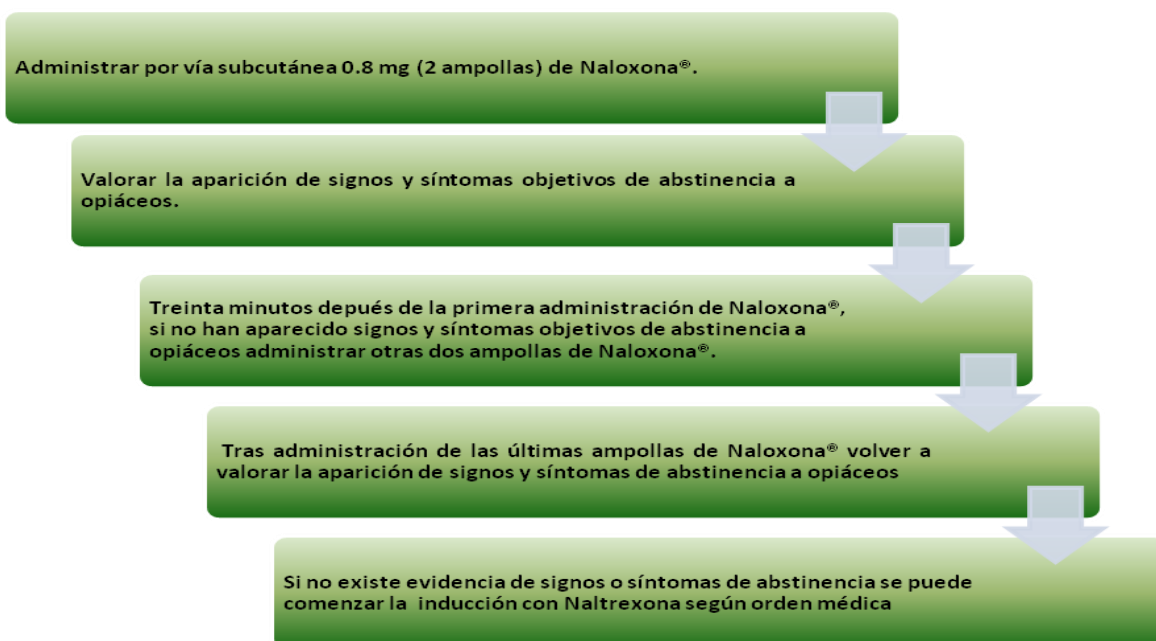 Administrar por vía subcutánea 0.8 mg (2 ampollas) de Naloxona®.
Valorar la aparición de signos y síntomas objetivos de abstinencia a
opiáceos.
Treinta minutos depués de la primera administración de Naloxona®,
si no han aparecido signos y síntomas objetivos de abstinencia a
opiáceos administrar otras dos ampollas de Naloxona®.
Tras administración de las últimas ampollas de Naloxona® volver a
valorar la aparición de signos y síntomas de abstinencia a opiáceos
Si no existe evidencia de signos o síntomas de abstinencia se puede
comenzar la inducción con Naltrexona según orden médica